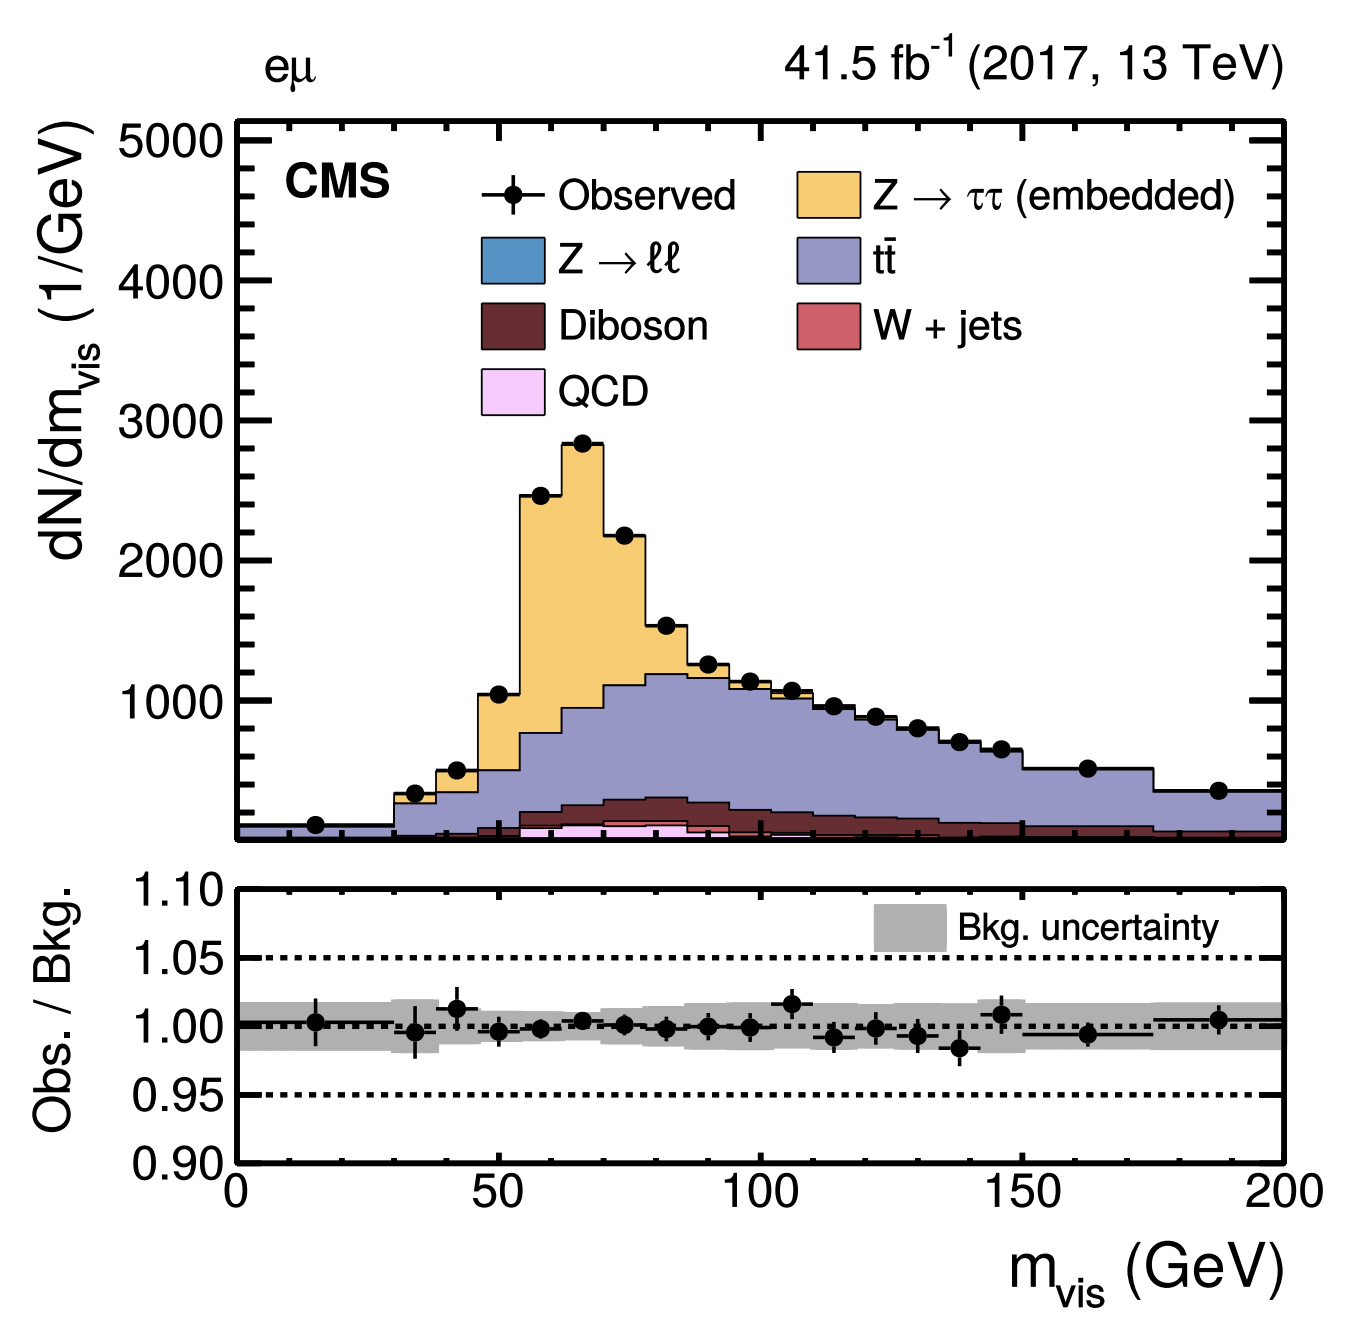 eμ 41.5 fb⁻¹ (2017, 13 TeV)
CMS
Observed
Z → ττ (embedded)
Z → ℓℓ
tt̄
Diboson
W + jets
QCD
dN/dm_vis (1/GeV)
5000
4000
3000
2000
1000
Bkg. uncertainty
Obs. / Bkg.
1.10
1.05
1.00
0.95
0.90
0 50 100 150 200
m_vis (GeV)